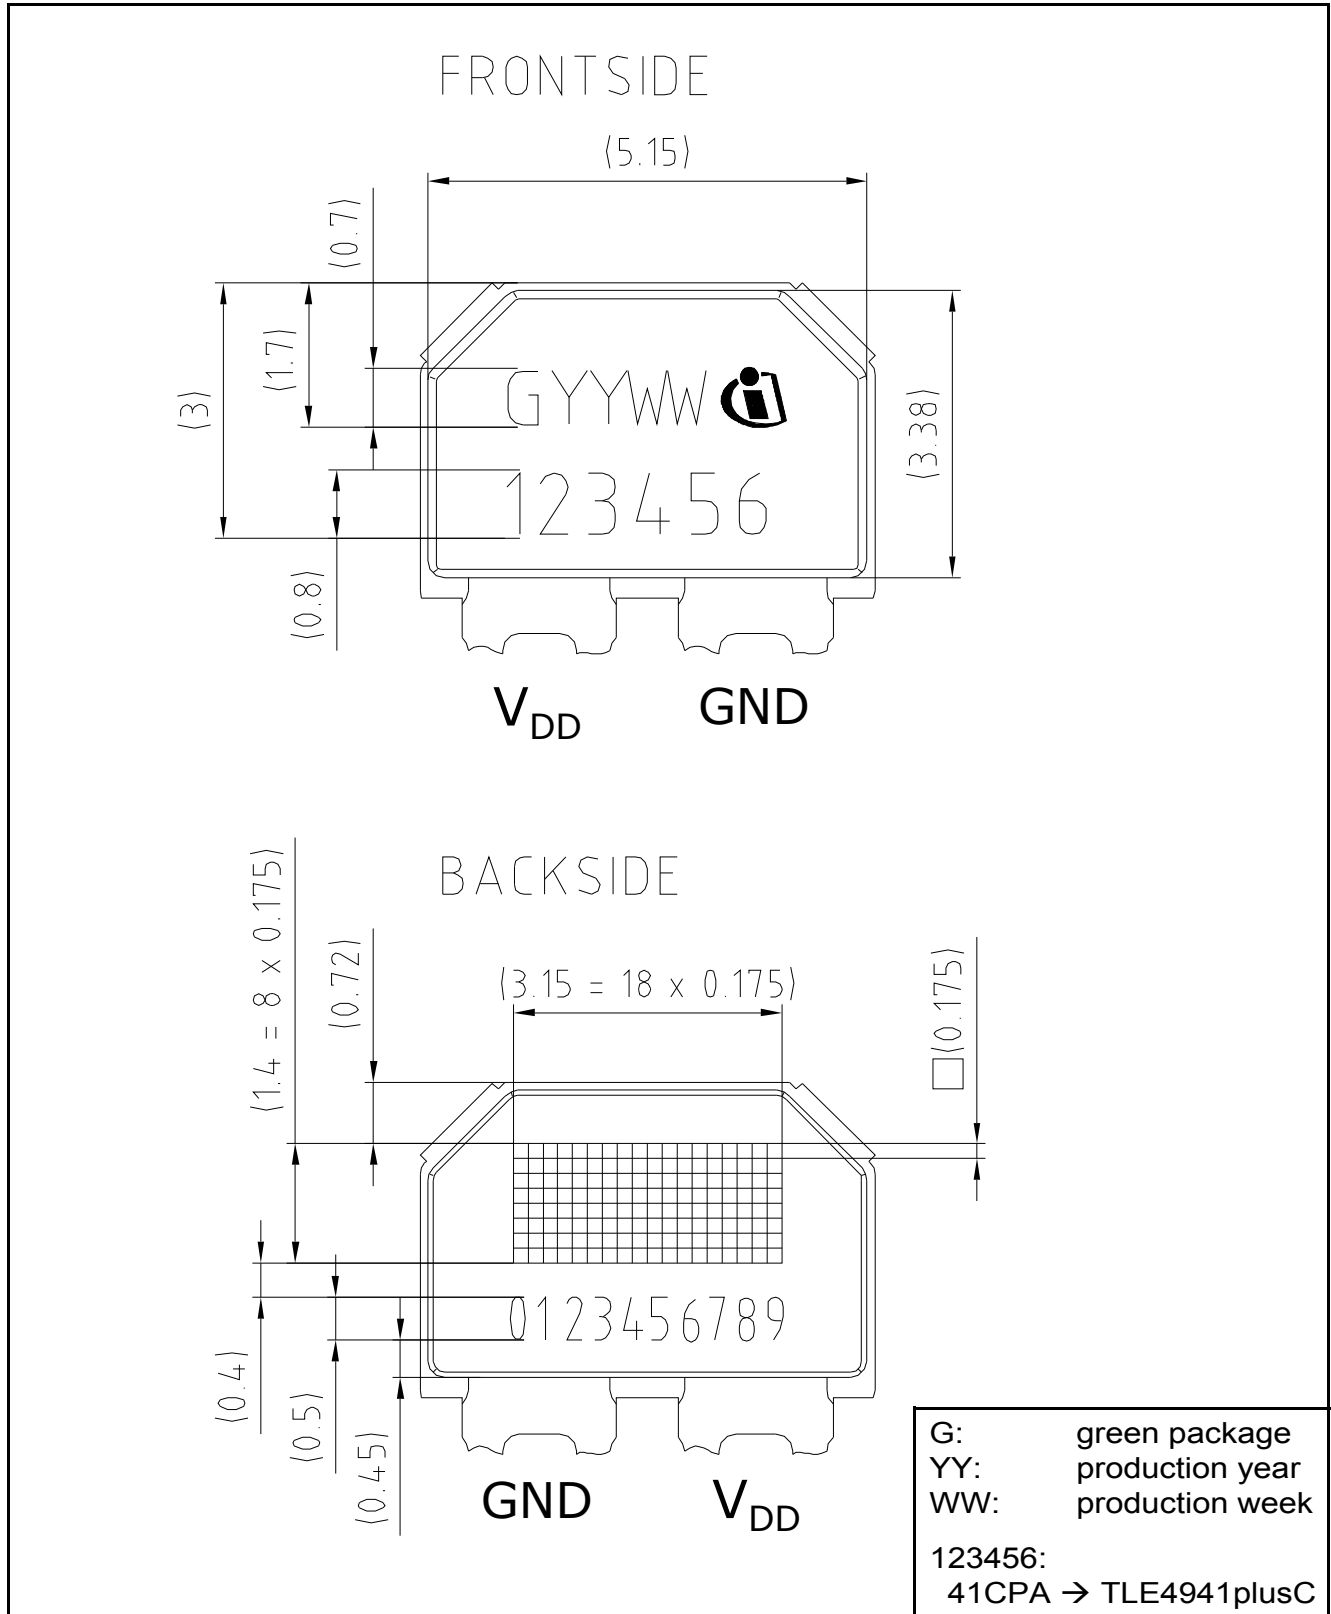 FRONTSIDE
(5.15)
(0.7)
(1.7)
(3)
(3.38)
GYYWW
123456
(0.8)
VDD GND
BACKSIDE
(1.4 = 8 x 0.175)
(0.72)
(3.15 = 18 x 0.175)
□(0.175)
0123456789
(0.4)
(0.5)
(0.45)
GND VDD
G: green package
YY: production year
WW: production week
123456:
41CPA → TLE4941plusC